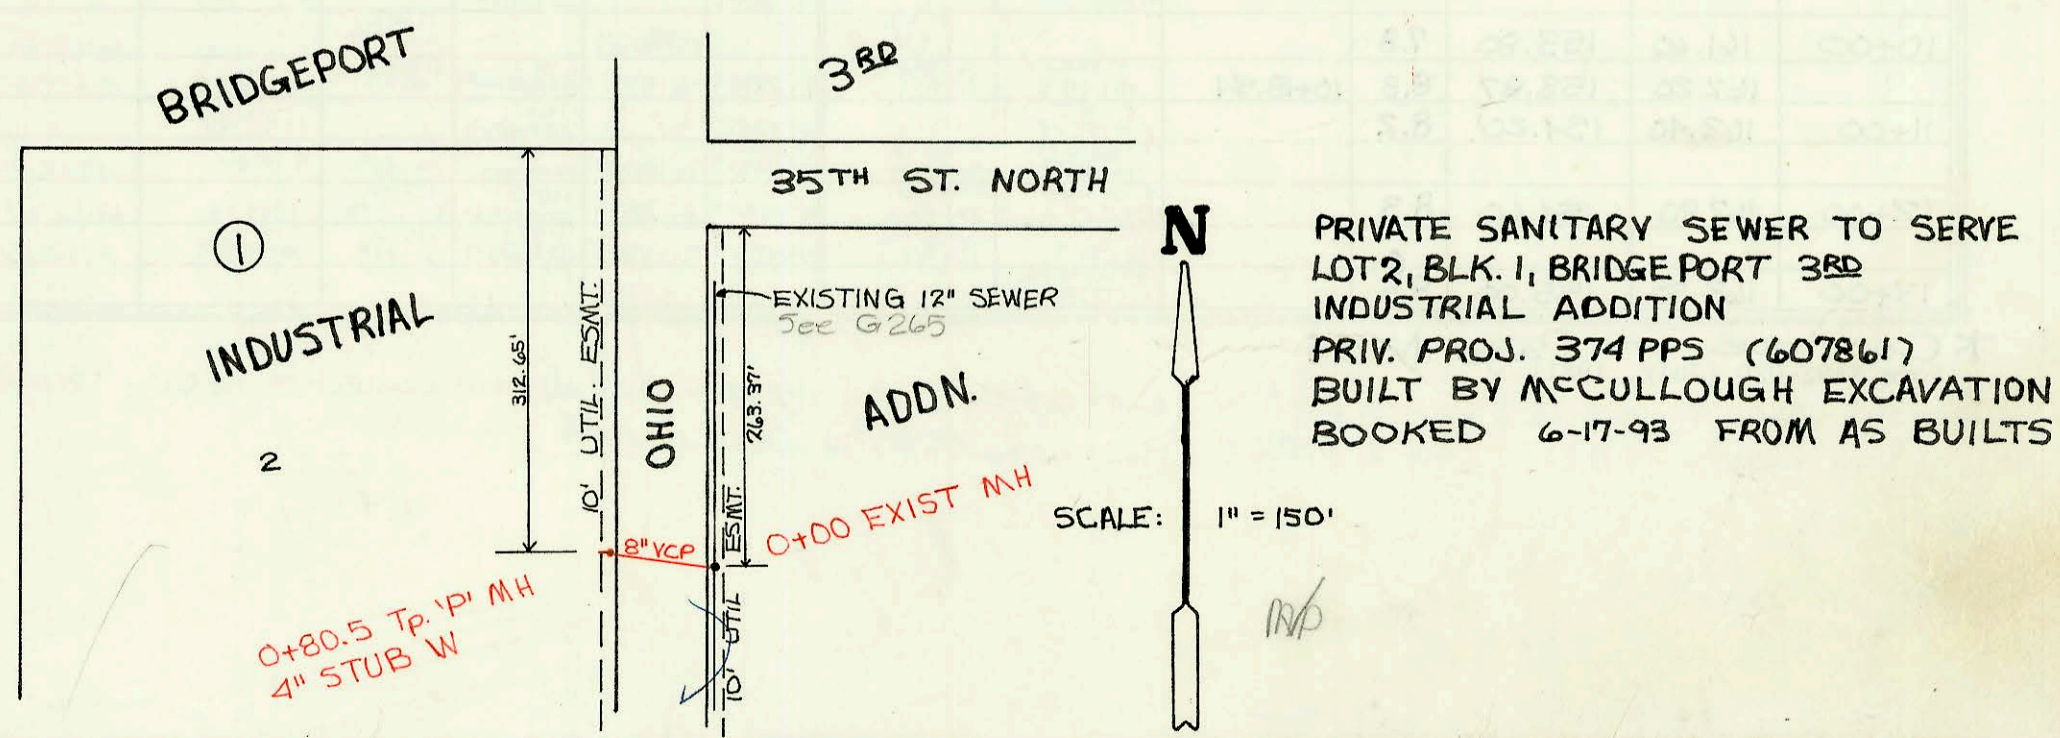 BRIDGEPORT
3RD
35TH ST. NORTH
1
INDUSTRIAL
2
312.65'
10' UTIL. ESMT.
OHIO
EXISTING 12" SEWER
See G265
263.37'
ADDN.
8" VCP
0+00 EXIST MH
10' UTIL ESMT.
0+80.5 Tp. 'P' MH
4" STUB W
N
SCALE: 1" = 150'
PRIVATE SANITARY SEWER TO SERVE
LOT 2, BLK. 1, BRIDGEPORT 3RD
INDUSTRIAL ADDITION
PRIV. PROJ. 374 PPS (607861)
BUILT BY McCULLOUGH EXCAVATION
BOOKED 6-17-93 FROM AS BUILTS